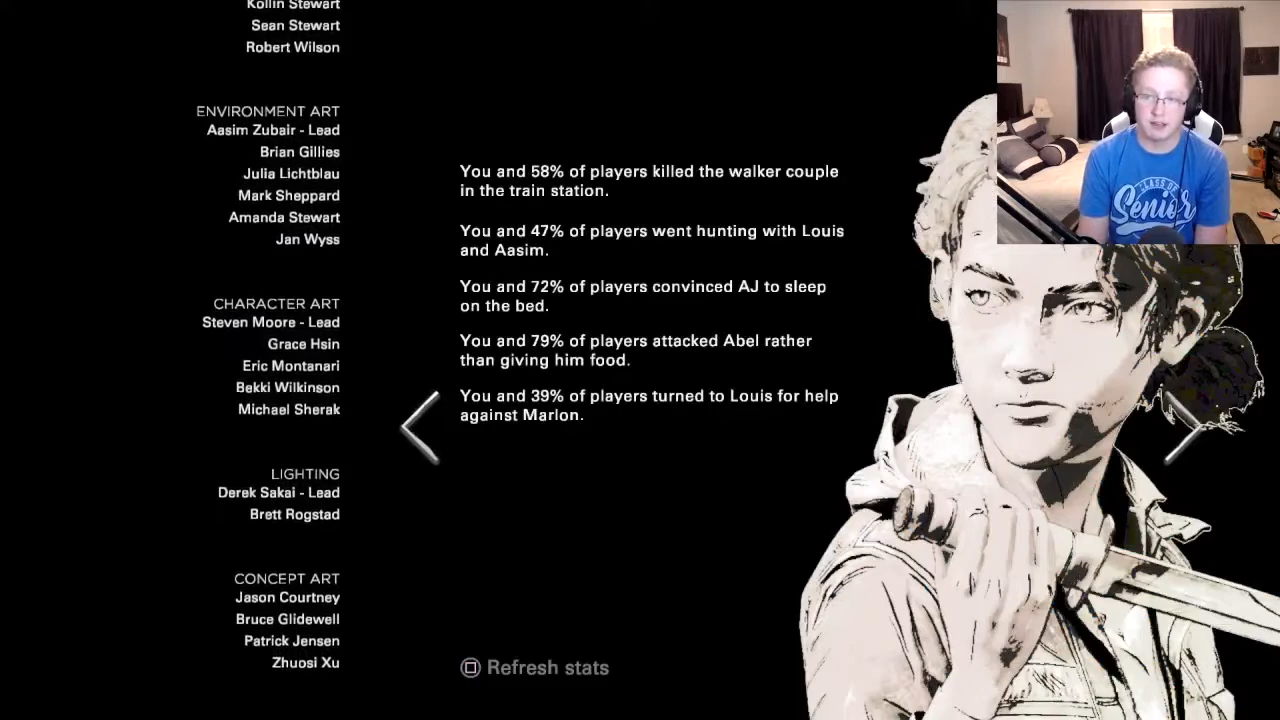 Kollin Stewart
Sean Stewart
Robert Wilson
ENVIRONMENT ART
Aasim Zubair - Lead
Brian Gillies
Julia Lichtblau
Mark Sheppard
Amanda Stewart
Jan Wyss
CHARACTER ART
Steven Moore - Lead
Grace Hsin
Eric Montanari
Bekki Wilkinson
Michael Sherak
LIGHTING
Derek Sakai - Lead
Brett Rogstad
CONCEPT ART
Jason Courtney
Bruce Glidewell
Patrick Jensen
Zhuosi Xu
You and 58% of players killed the walker couple
in the train station.
You and 47% of players went hunting with Louis
and Aasim.
You and 72% of players convinced AJ to sleep
on the bed.
You and 79% of players attacked Abel rather
than giving him food.
You and 39% of players turned to Louis for help
against Marlon.
Refresh stats
CLASS OF
Senior